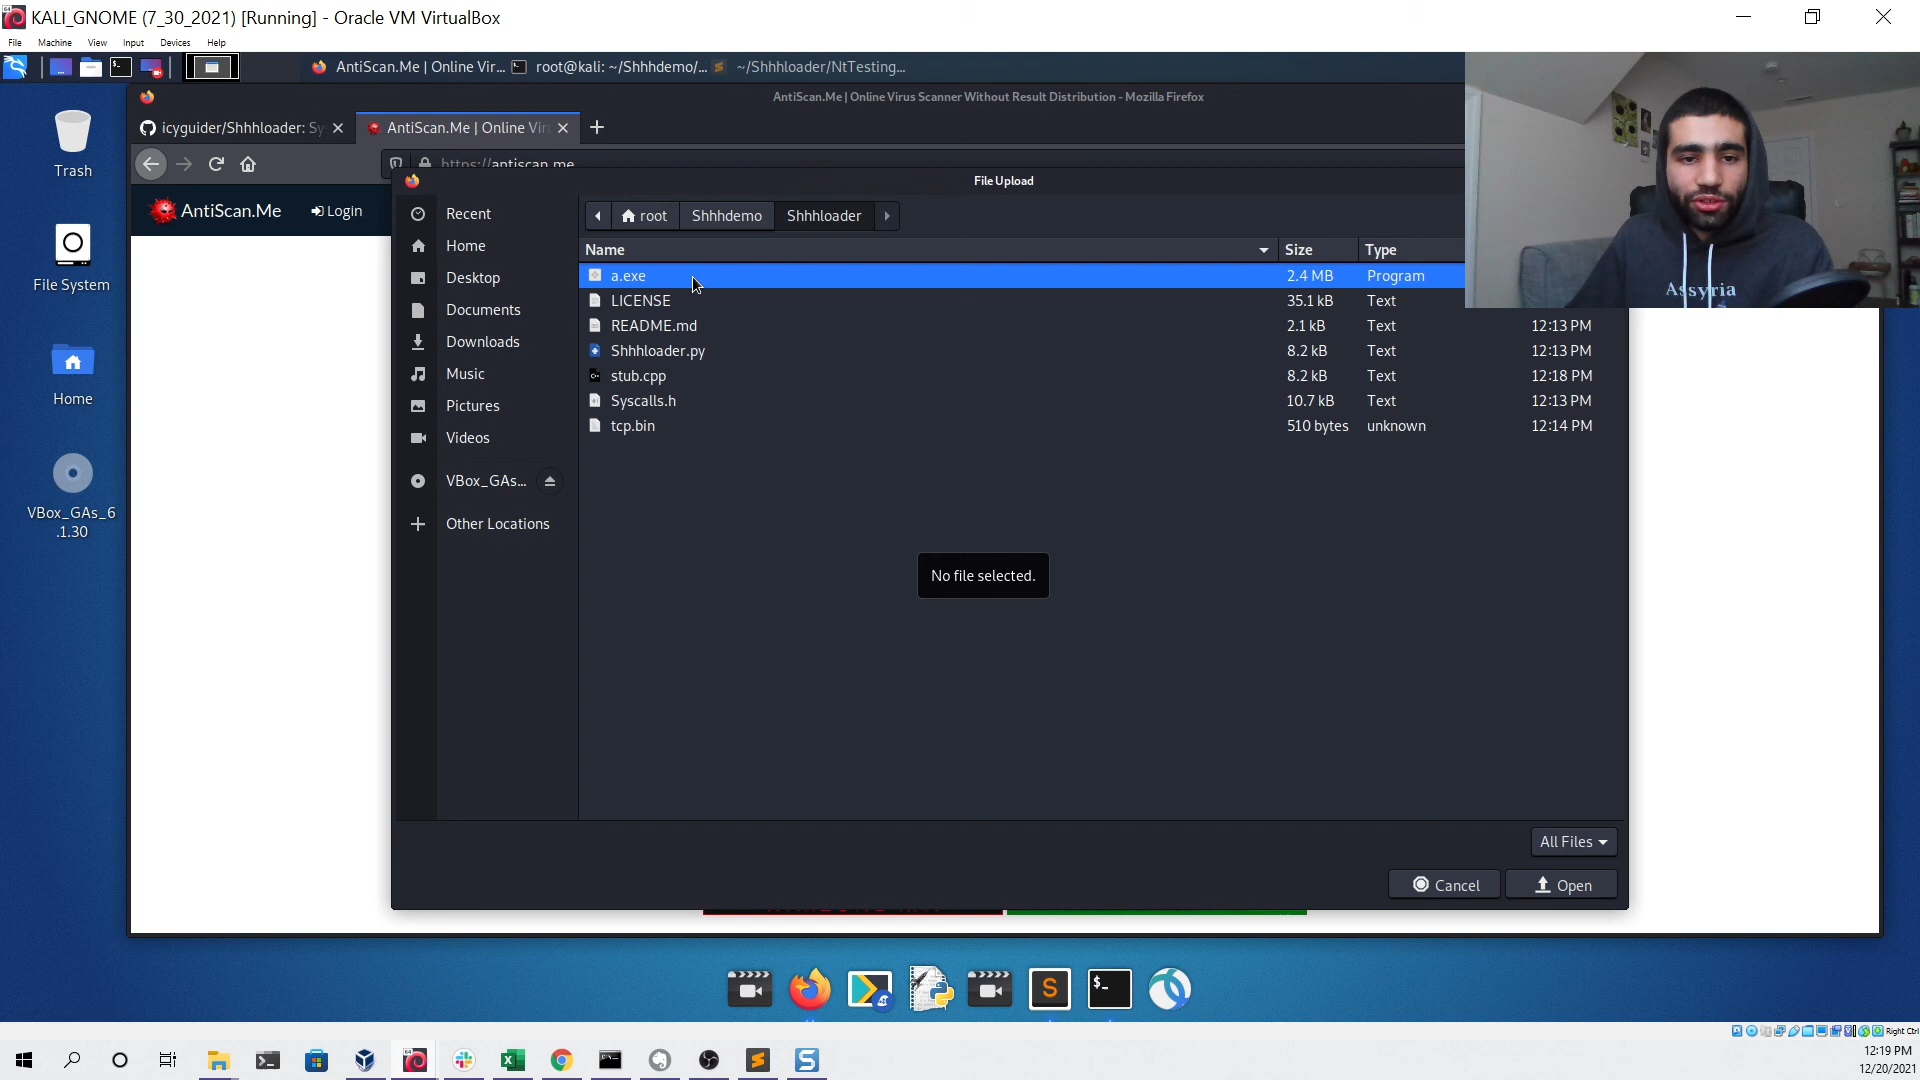 KALI_GNOME (7_30_2021) [Running] - Oracle VM VirtualBox
File Machine View Input Devices Help
AntiScan.Me | Online Vir... root@kali: ~/Shhhdemo/... ~/Shhhloader/NtTesting...
AntiScan.Me | Online Virus Scanner Without Result Distribution - Mozilla Firefox
icyguider/Shhhloader: Sy AntiScan.Me | Online Vir
https://antiscan.me
File Upload
AntiScan.Me Login
Trash
File System
Home
VBox_GAs_6
.1.30
Recent
Home
Desktop
Documents
Downloads
Music
Pictures
Videos
VBox_GAs...
Other Locations
root Shhhdemo Shhhloader
Name Size Type
a.exe 2.4 MB Program
LICENSE 35.1 kB Text
README.md 2.1 kB Text 12:13 PM
Shhhloader.py 8.2 kB Text 12:13 PM
stub.cpp 8.2 kB Text 12:18 PM
Syscalls.h 10.7 kB Text 12:13 PM
tcp.bin 510 bytes unknown 12:14 PM
No file selected.
All Files
Cancel Open
Assyria
Right Ctrl
12:19 PM
12/20/2021